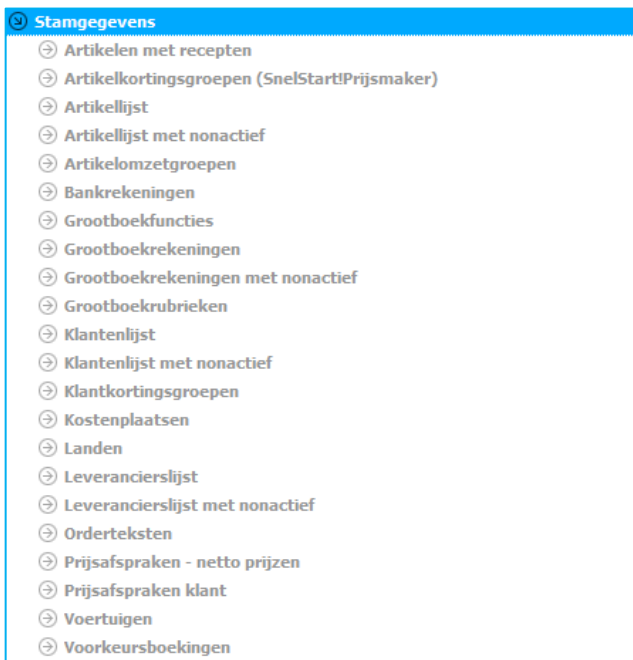 Stamgegevens
Artikelen met recepten
Artikelkortingsgroepen (SnelStart!Prijsmaker)
Artikellijst
Artikellijst met nonactief
Artikelomzetgroepen
Bankrekeningen
Grootboekfuncties
Grootboekrekeningen
Grootboekrekeningen met nonactief
Grootboekrubrieken
Klantenlijst
Klantenlijst met nonactief
Klantkortingsgroepen
Kostenplaatsen
Landen
Leverancierslijst
Leverancierslijst met nonactief
Orderteksten
Prijsafspraken - netto prijzen
Prijsafspraken klant
Voertuigen
Voorkeursboekingen